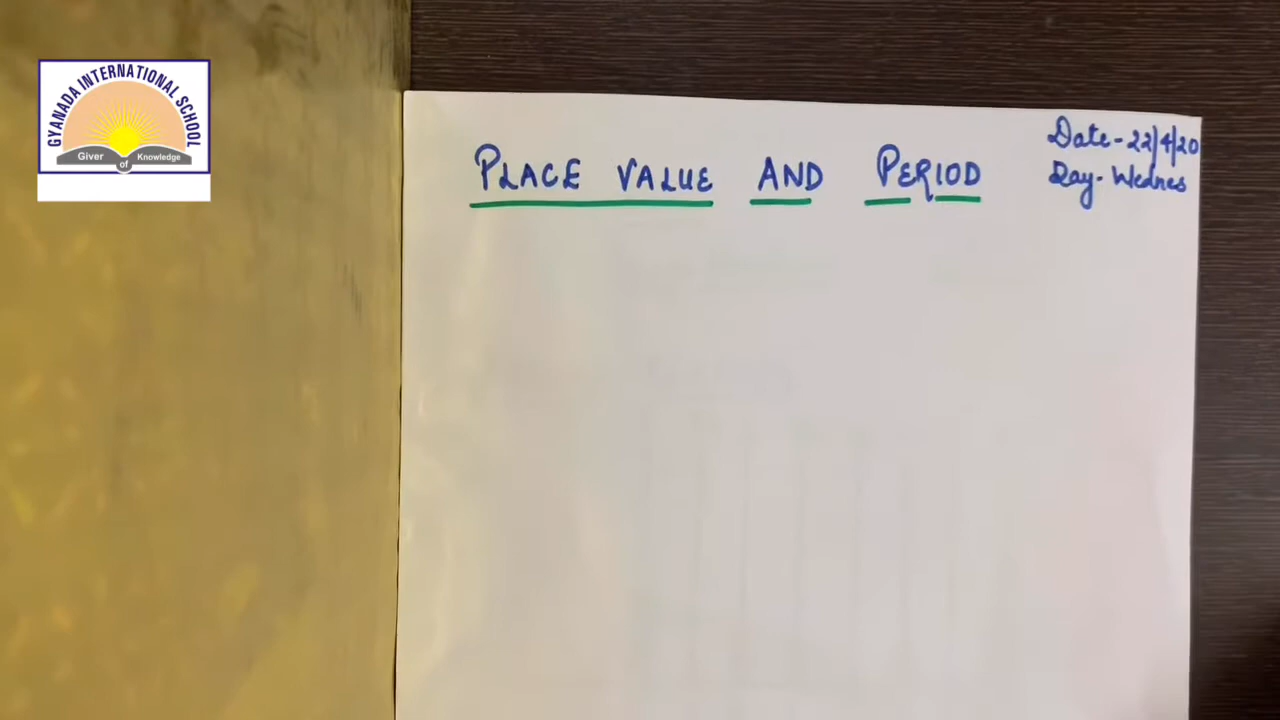 GYANADA INTERNATIONAL SCHOOL
Giver of Knowledge
PLACE VALUE AND PERIOD
Date - 22/4/20
Day - Wednes